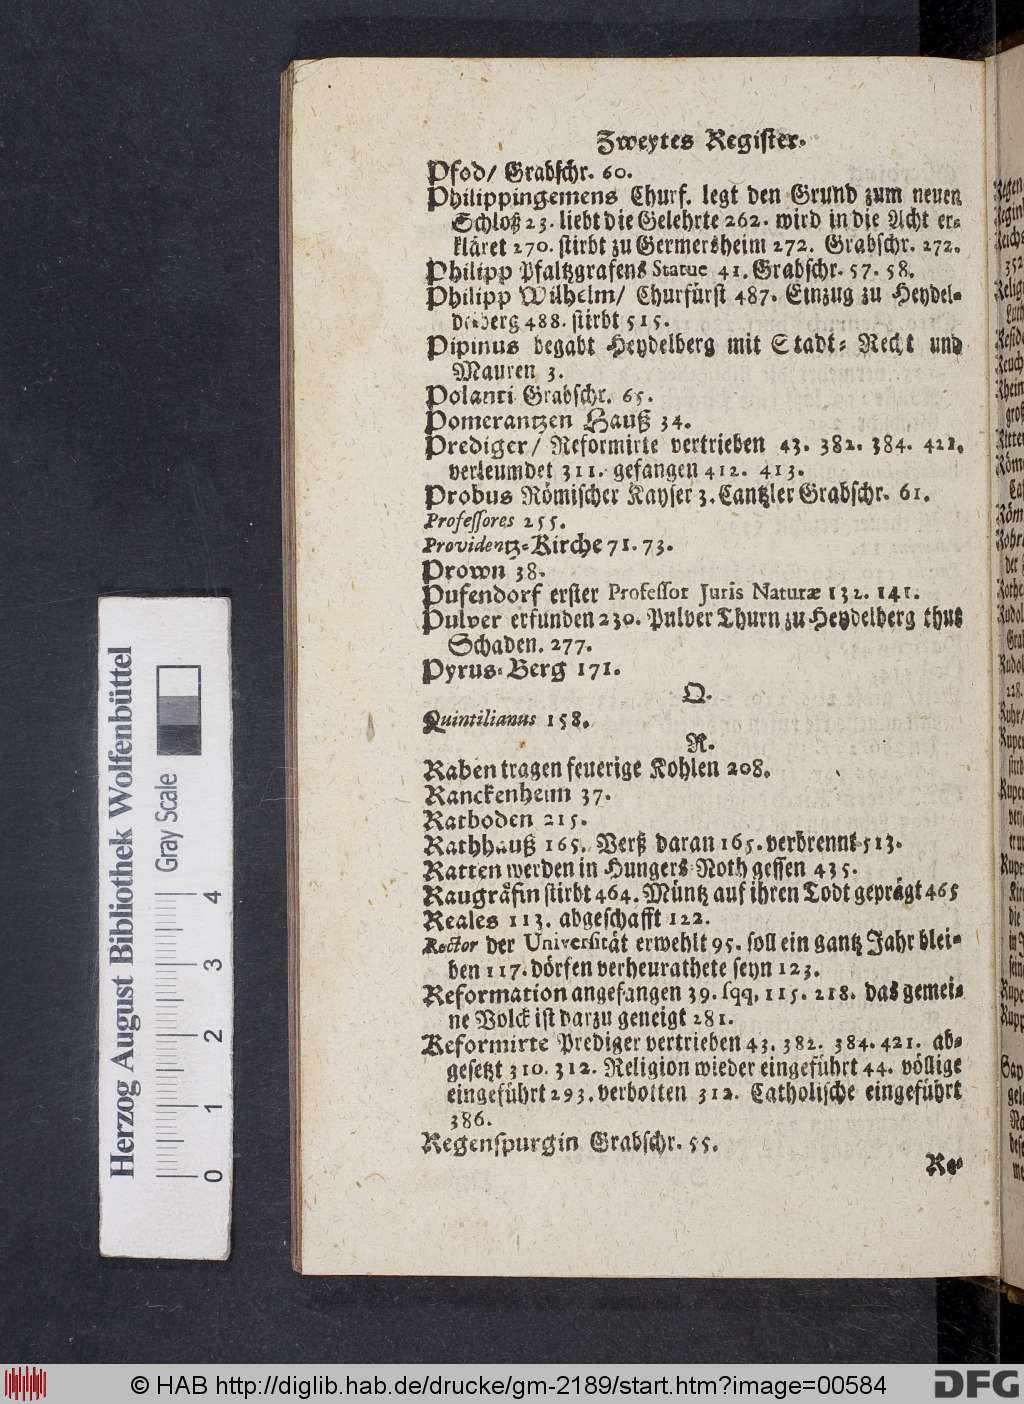 Zweytes Register.
Pfod/ Grabschr. 60.
Philippingemens Churf. legt den Grund zum neuen
Schloß 23. liebt die Gelehrte 262. wird in die Acht er-
kläret 270. stirbt zu Germersheim 272. Grabschr. 272.
Philipp Pfaltzgrafens Statue 41. Grabschr. 57. 58.
Philipp Wilhelm/ Churfürst 487. Einzug zu Heydel-
488. stirbt 515.
Pipinus begabt Heydelberg mit Stadt- Recht und
Mauren 3.
Polanti Grabschr. 65.
Pomerantzen Hauß 34.
Prediger/ Reformirte vertrieben 43. 382. 384. 421.
verleumdet 311. gefangen 412. 413.
Probus Römischer Kayser 3. Cantzler Grabschr. 61.
Professores 255.
Providentz-Kirche 71. 73.
Prown 38.
Pufendorf erster Professor Juris Naturæ 132. 141.
Pulver erfunden 230. Pulver Thurn zu Heydelberg thus
Schaden. 277.
Pyrus-Berg 171.
Q.
Quintilianus 158.
R.
Raben tragen feuerige Kohlen 208.
Ranckenheim 37.
Ratboden 215.
Rathhauß 165. Verß daran 165. verbrennt 513.
Ratten werden in Hungers-Noth gessen 435.
Raugräfin stirbt 464. Müntz auf ihren Todt geprägt 465
Reales 113. abgeschafft 122.
Rector der Universität erwehlt 95. soll ein gantz Jahr blei-
ben 117. dörfen verheurathete seyn 123.
Reformation angefangen 39. sqq. 115. 218. das gemei-
ne Volck ist darzu geneigt 281.
Reformirte Prediger vertrieben 43. 382. 384. 421. ab-
gesetzt 310. 312. Religion wieder eingeführt 44. völlige
eingeführt 293. verbotten 312. Catholische eingeführt
386.
Regenspurgin Grabschr. 55.
Re-
Herzog August Bibliothek Wolfenbüttel
Gray Scale
0 1 2 3 4
© HAB http://diglib.hab.de/drucke/gm-2189/start.htm?image=00584
DFG